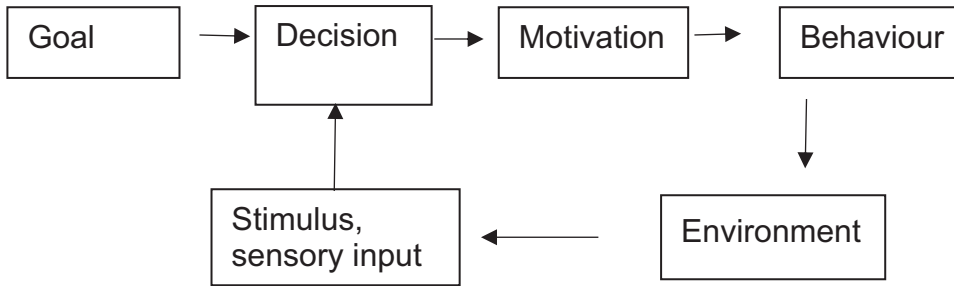 Goal
Decision
Motivation
Behaviour
Stimulus,
sensory input
Environment